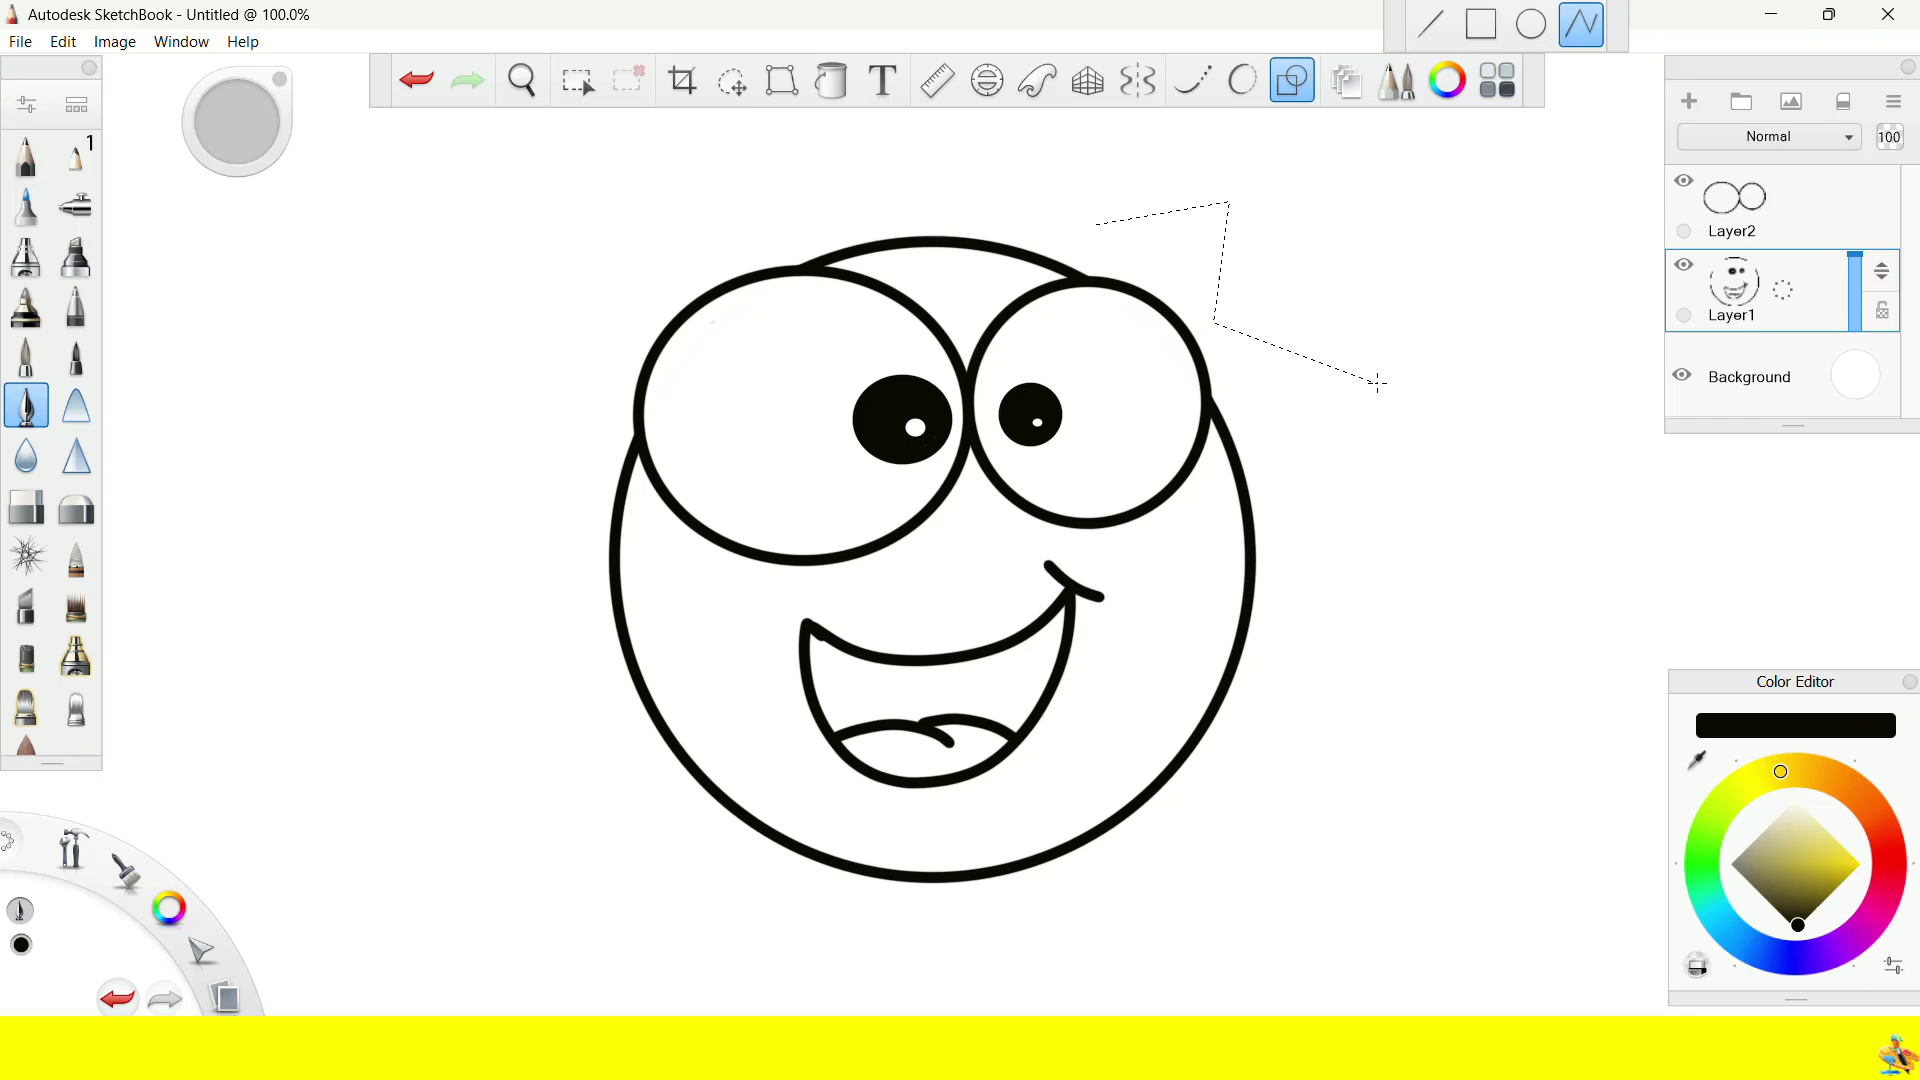 Autodesk SketchBook - Untitled @ 100.0%
File Edit Image Window Help
T
1
Normal 100
Layer2
Layer1
Background
Color Editor